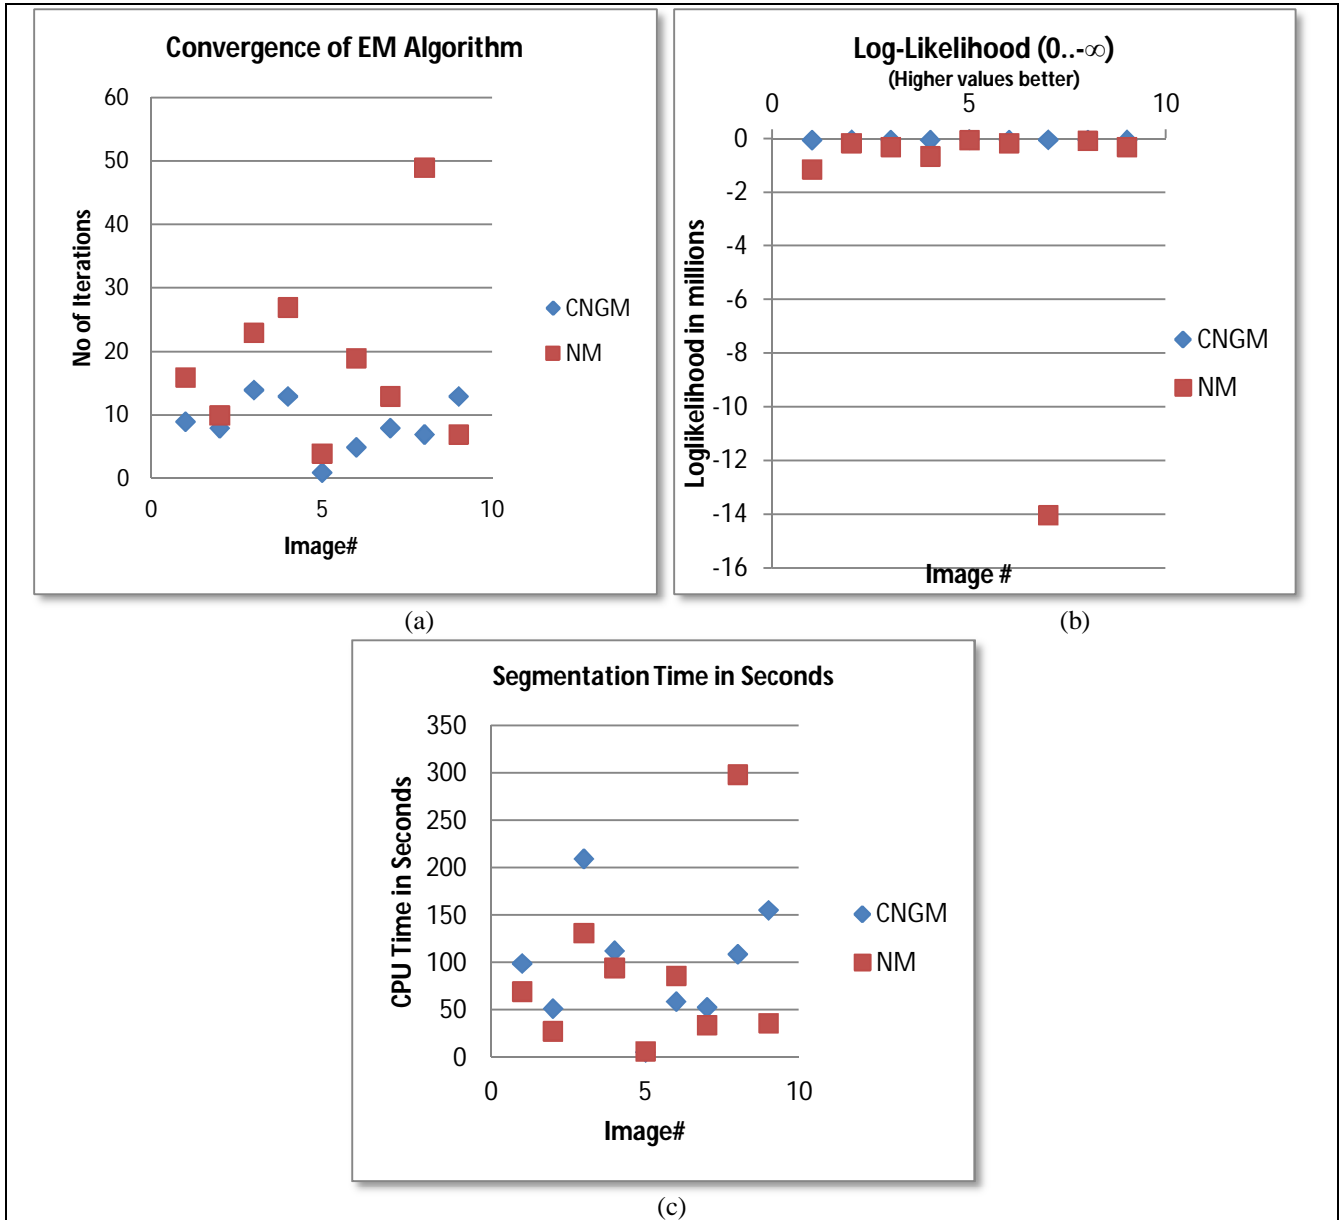 Convergence of EM Algorithm
60
50
40
30
20
10
0
No of Iterations
0
5
10
Image#
CNGM
NM
(a)
Log-Likelihood (0..-∞)
(Higher values better)
0
5
10
0
-2
-4
-6
-8
-10
-12
-14
-16
Loglikelihood in millions
Image #
CNGM
NM
(b)
Segmentation Time in Seconds
350
300
250
200
150
100
50
0
CPU Time in Seconds
0
5
10
Image#
CNGM
NM
(c)